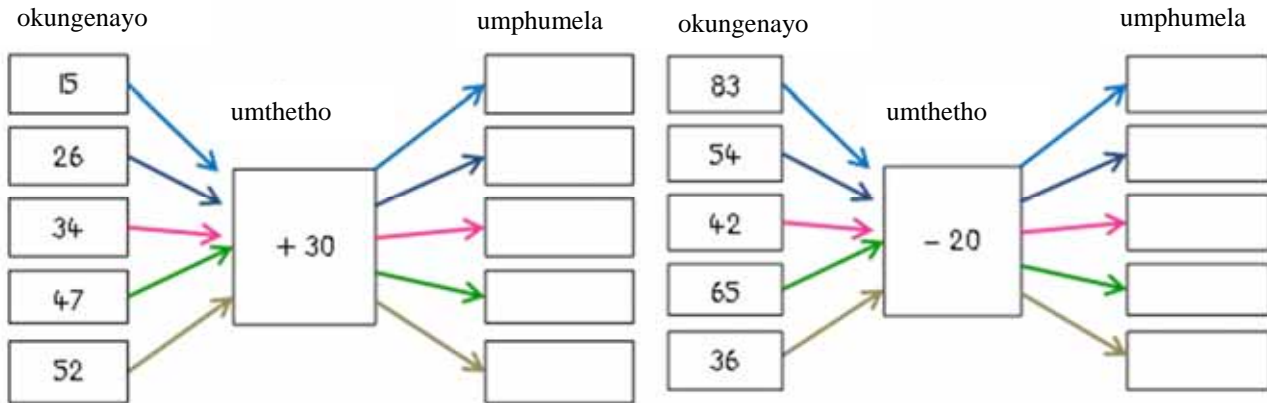 okungenayo
umphumela
15
umthetho
26
34
+ 30
47
52
okungenayo
umphumela
83
umthetho
54
42
- 20
65
36